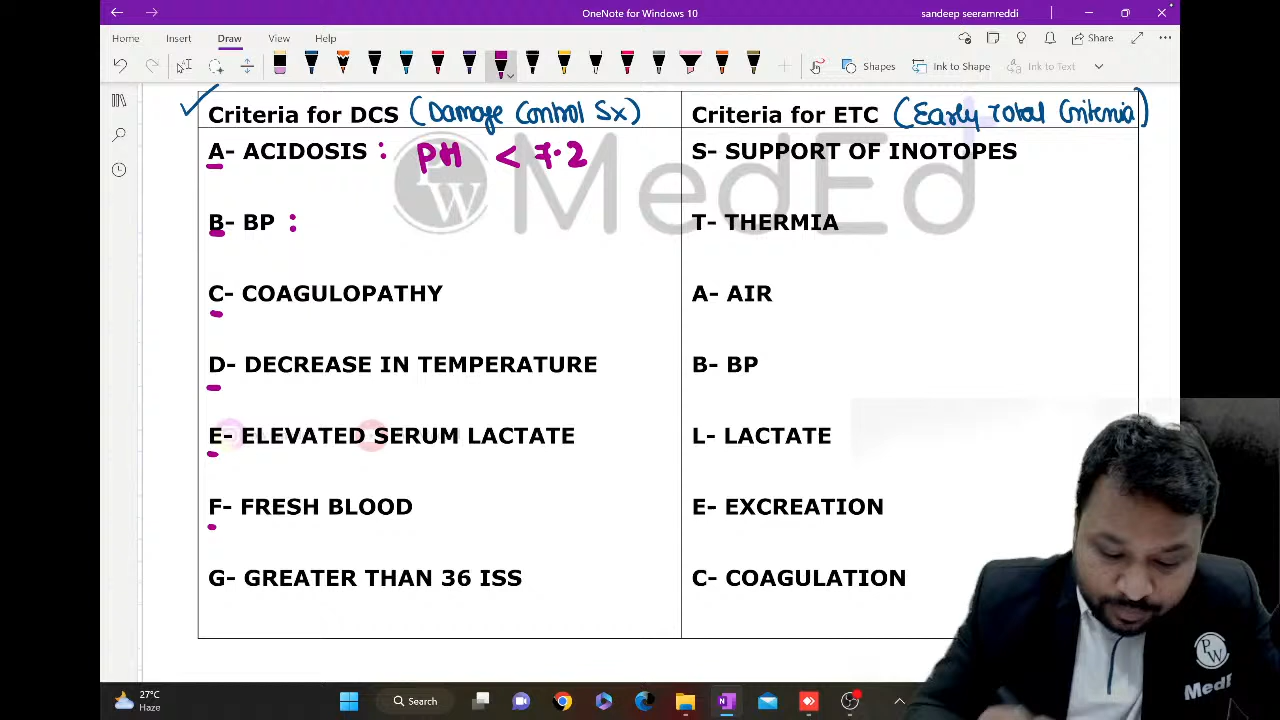 OneNote for Windows 10
sandeep seeramreddi
Home Insert Draw View Help
Share
Shapes
Ink to Shape
Ink to Text
Criteria for DCS (Damage Control Sx)
A- ACIDOSIS : PH < 7.2
B- BP :
C- COAGULOPATHY
D- DECREASE IN TEMPERATURE
E- ELEVATED SERUM LACTATE
F- FRESH BLOOD
G- GREATER THAN 36 ISS
Criteria for ETC (Early Total Criteria)
S- SUPPORT OF INOTOPES
T- THERMIA
A- AIR
B- BP
L- LACTATE
E- EXCREATION
C- COAGULATION
PW MedEd
PW
MedE
27°C
Haze
Search